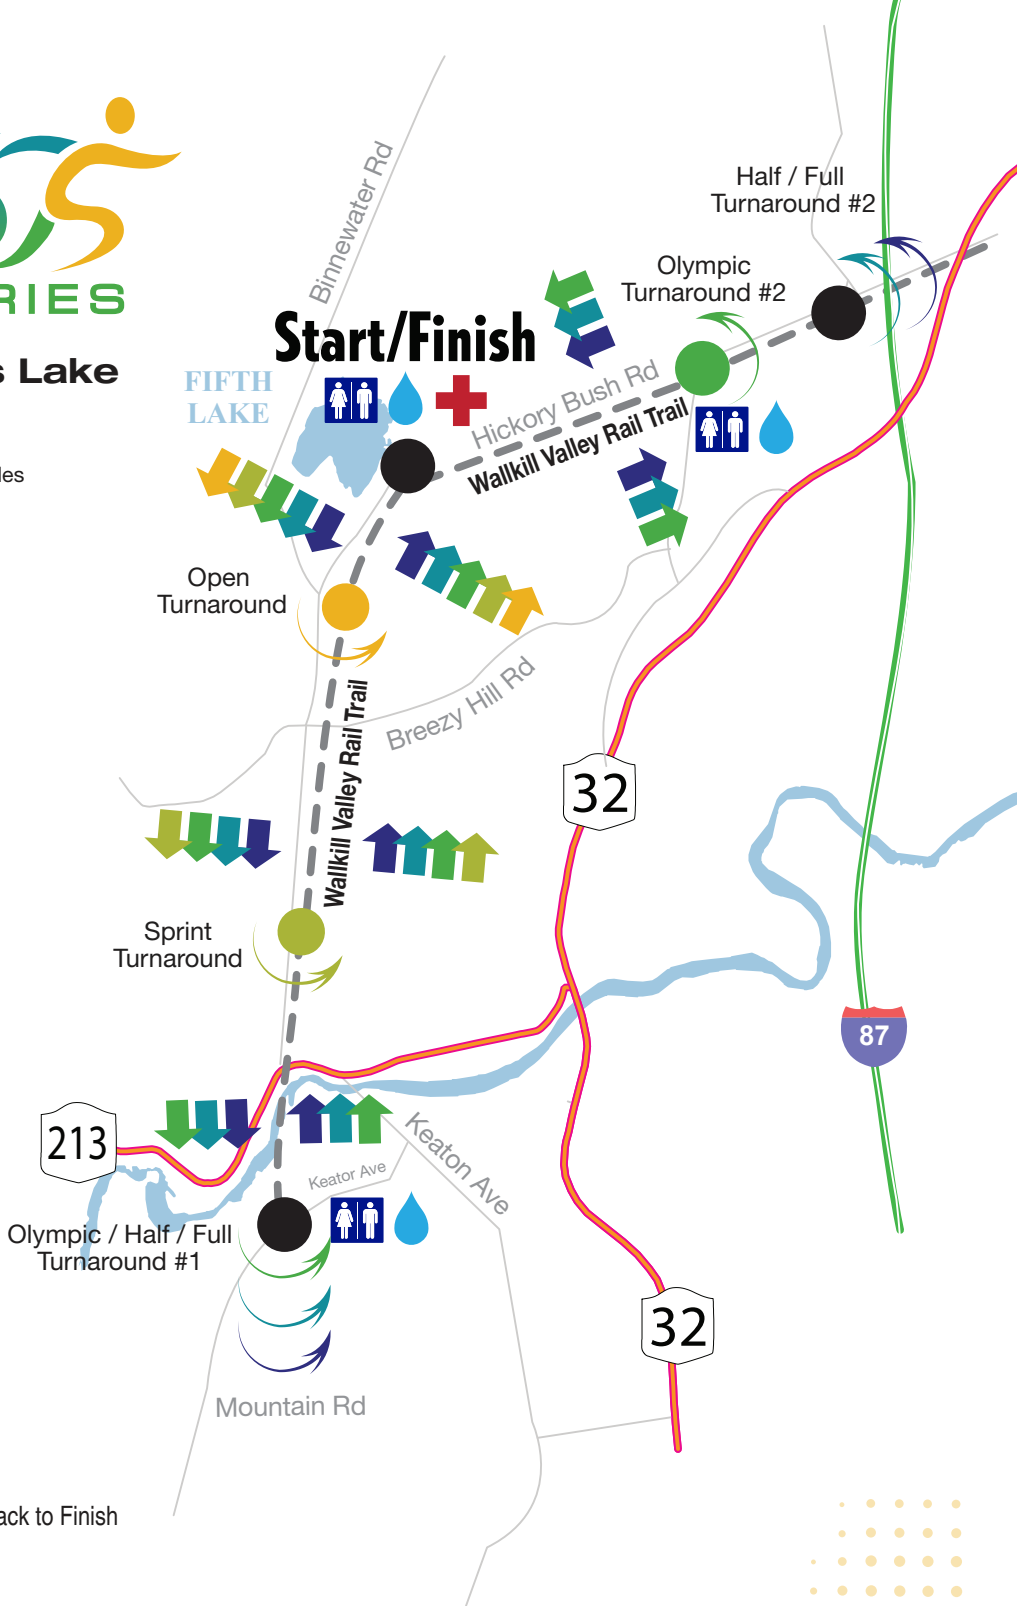 RIES
s Lake
les
Binnewater Rd
Half / Full
Turnaround #2
Olympic
Turnaround #2
Start/Finish
FIFTH
LAKE
Hickory Bush Rd
Wallkill Valley Rail Trail
Open
Turnaround
Breezy Hill Rd
Wallkill Valley Rail Trail
32
Sprint
Turnaround
87
213
Keaton Ave
Keator Ave
Olympic / Half / Full
Turnaround #1
32
Mountain Rd
ack to Finish